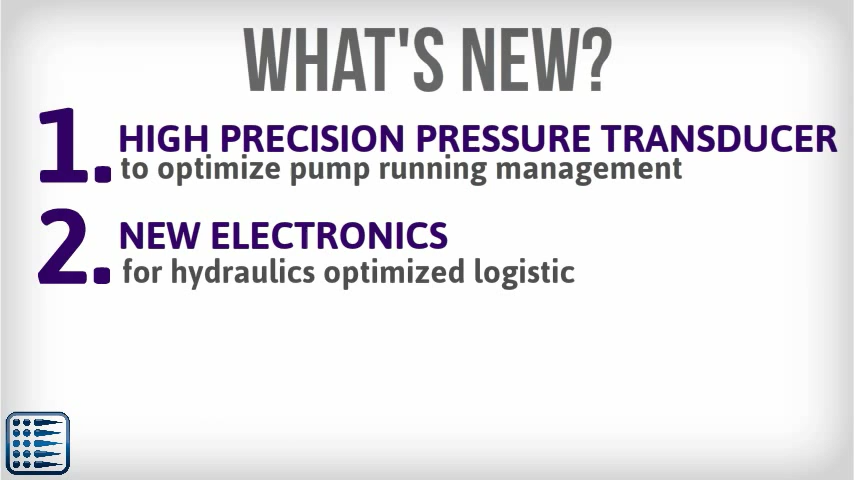 WHAT'S NEW?
1. HIGH PRECISION PRESSURE TRANSDUCER
to optimize pump running management
2. NEW ELECTRONICS
for hydraulics optimized logistic